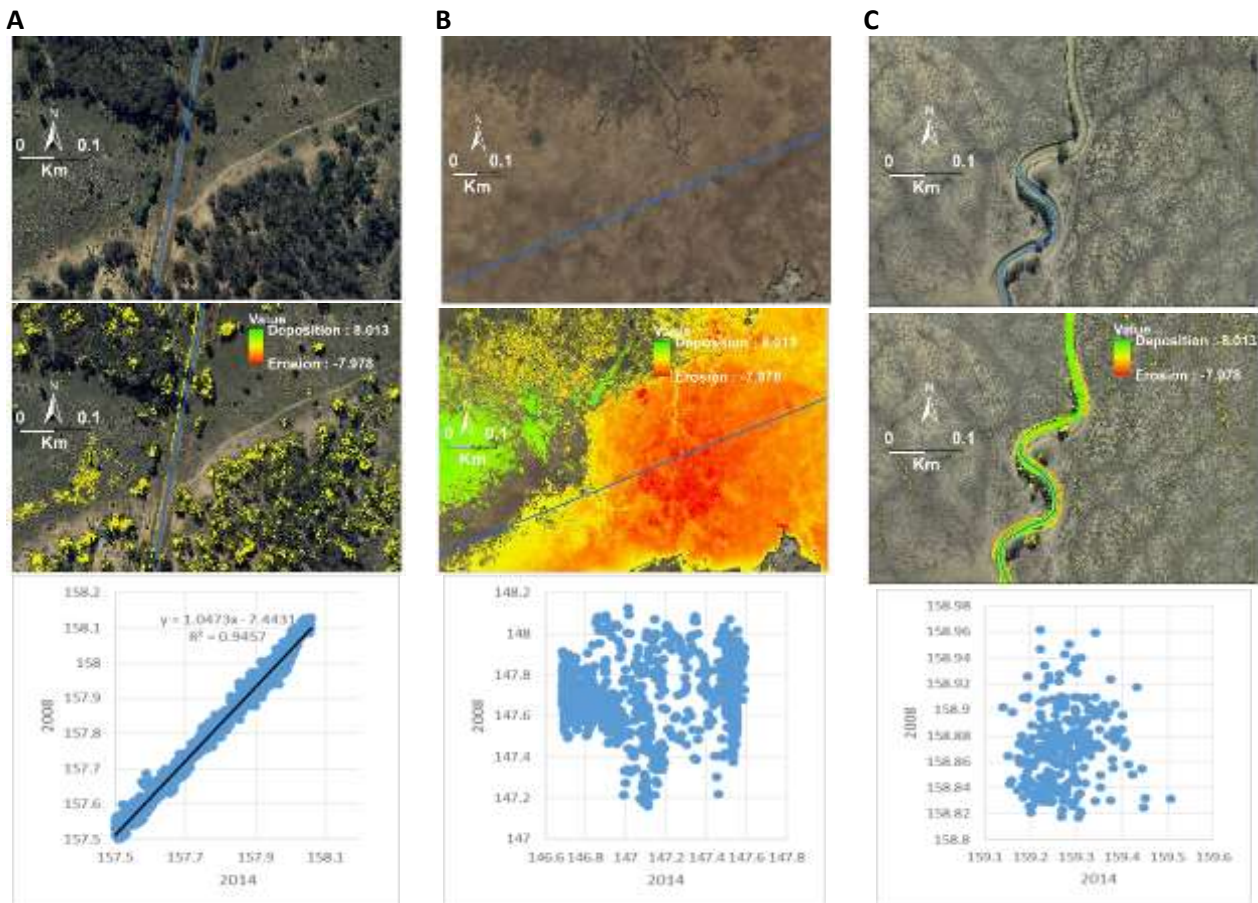 A
N
0 0.1
Km
Value
Deposition : 8.013
Erosion : -7.978
N
0 0.1
Km
158.2
158.1
158
157.9
157.8
157.7
157.6
157.5
2008
y = 1.0473x - 7.4431
R² = 0.9457
157.5 157.7 157.9 158.1
2014
B
N
0 0.1
Km
Value
Deposition : 8.013
Erosion : -7.978
N
0 0.1
Km
148.2
148
147.8
147.6
147.4
147.2
147
2008
146.6 146.8 147 147.2 147.4 147.6 147.8
2014
C
N
0 0.1
Km
Value
Deposition : 8.013
Erosion : -7.978
N
0 0.1
Km
158.98
158.96
158.94
158.92
158.9
158.88
158.86
158.84
158.82
158.8
2008
159.1 159.2 159.3 159.4 159.5 159.6
2014